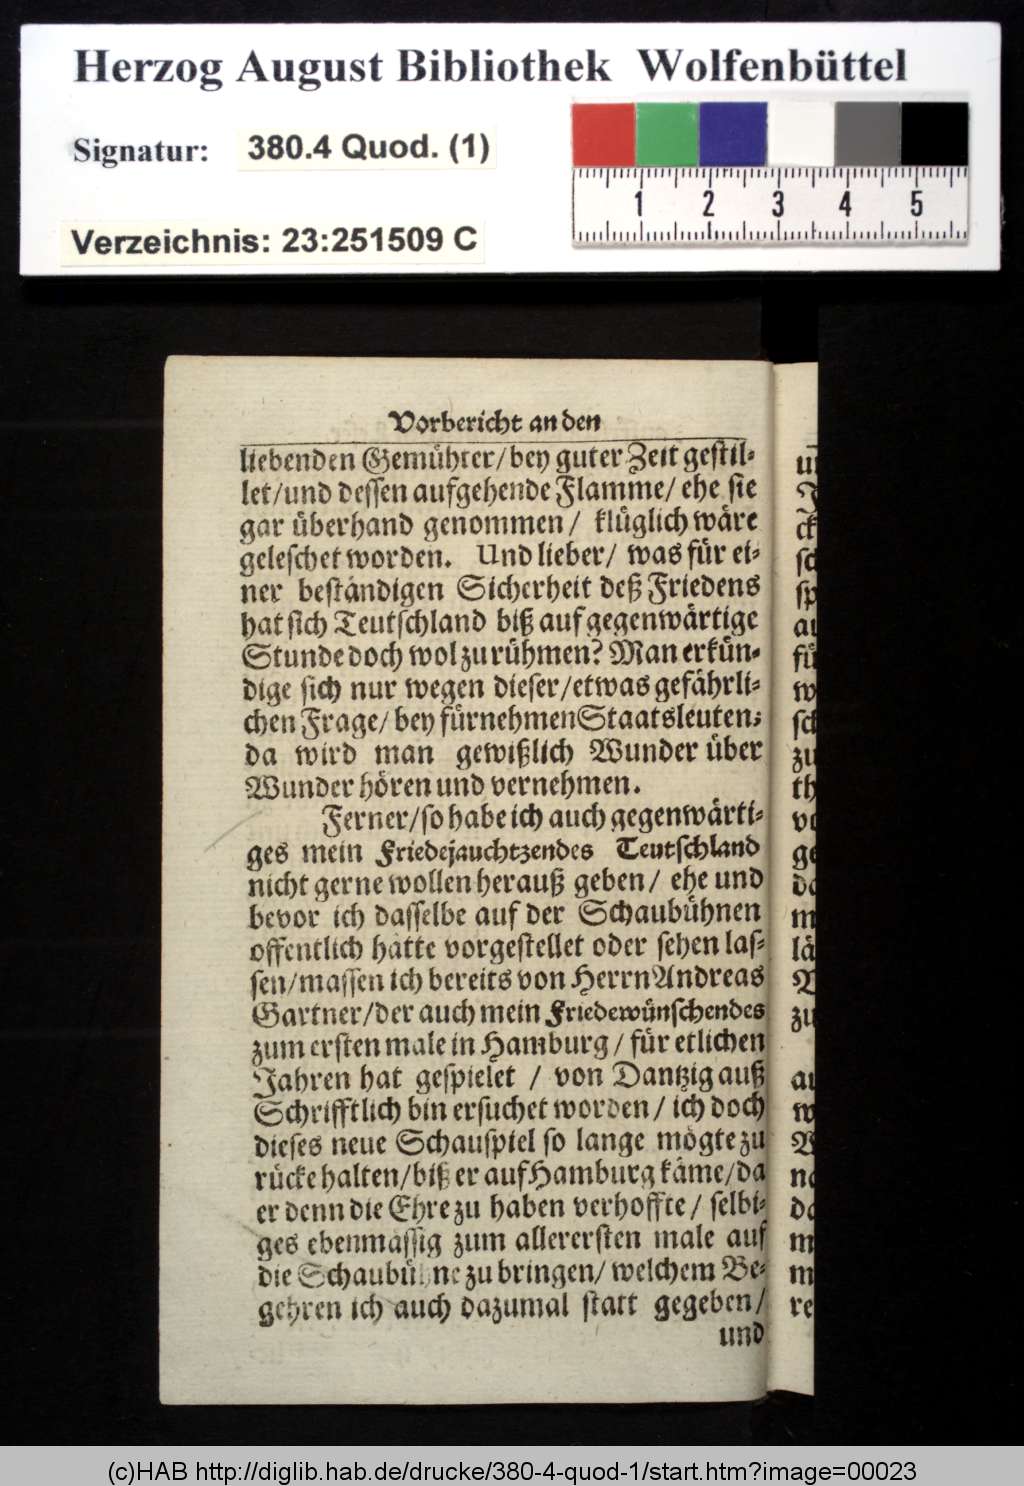 Herzog August Bibliothek Wolfenbüttel
Signatur: 380.4 Quod. (1)
1 2 3 4 5
Verzeichnis: 23:251509 C
Vorbericht an den
liebenden Gemühter/bey guter Zeit gestil-
let/und dessen aufgehende Flamme/ ehe sie
gar überhand genommen/ klüglich wäre
geleschet worden. Und lieber/ was für ei-
ner beständigen Sicherheit deß Friedens
hat sich Teutschland biß auf gegenwärtige
Stunde doch wol zu rühmen? Man erkün-
dige sich nur wegen dieser/etwas gefährli-
chen Frage/ bey fürnehmen Staatsleuten;
da wird man gewißlich Wunder über
Wunder hören und vernehmen.
Ferner/so habe ich auch gegenwärti-
ges mein Friedejauchtzendes Teutschland
nicht gerne wollen herauß geben/ ehe und
bevor ich dasselbe auf der Schaubühnen
offentlich hätte vorgestellet oder sehen las-
sen/massen ich bereits von Herrn Andreas
Gartner/der auch mein Friedewünschendes
zum ersten male in Hamburg/ für etlichen
Jahren hat gespielet / von Dantzig auß
Schrifftlich bin ersuchet worden/ ich doch
dieses neue Schauspiel so lange mögte zu
rücke halten/biß er auf Hamburg käme/da
er denn die Ehre zu haben verhoffte/ selbi-
ges ebenmässig zum allerersten male auf
die Schaubühne zu bringen/ welchem Be-
gehren ich auch dazumal statt gegeben/
und
(c)HAB http://diglib.hab.de/drucke/380-4-quod-1/start.htm?image=00023